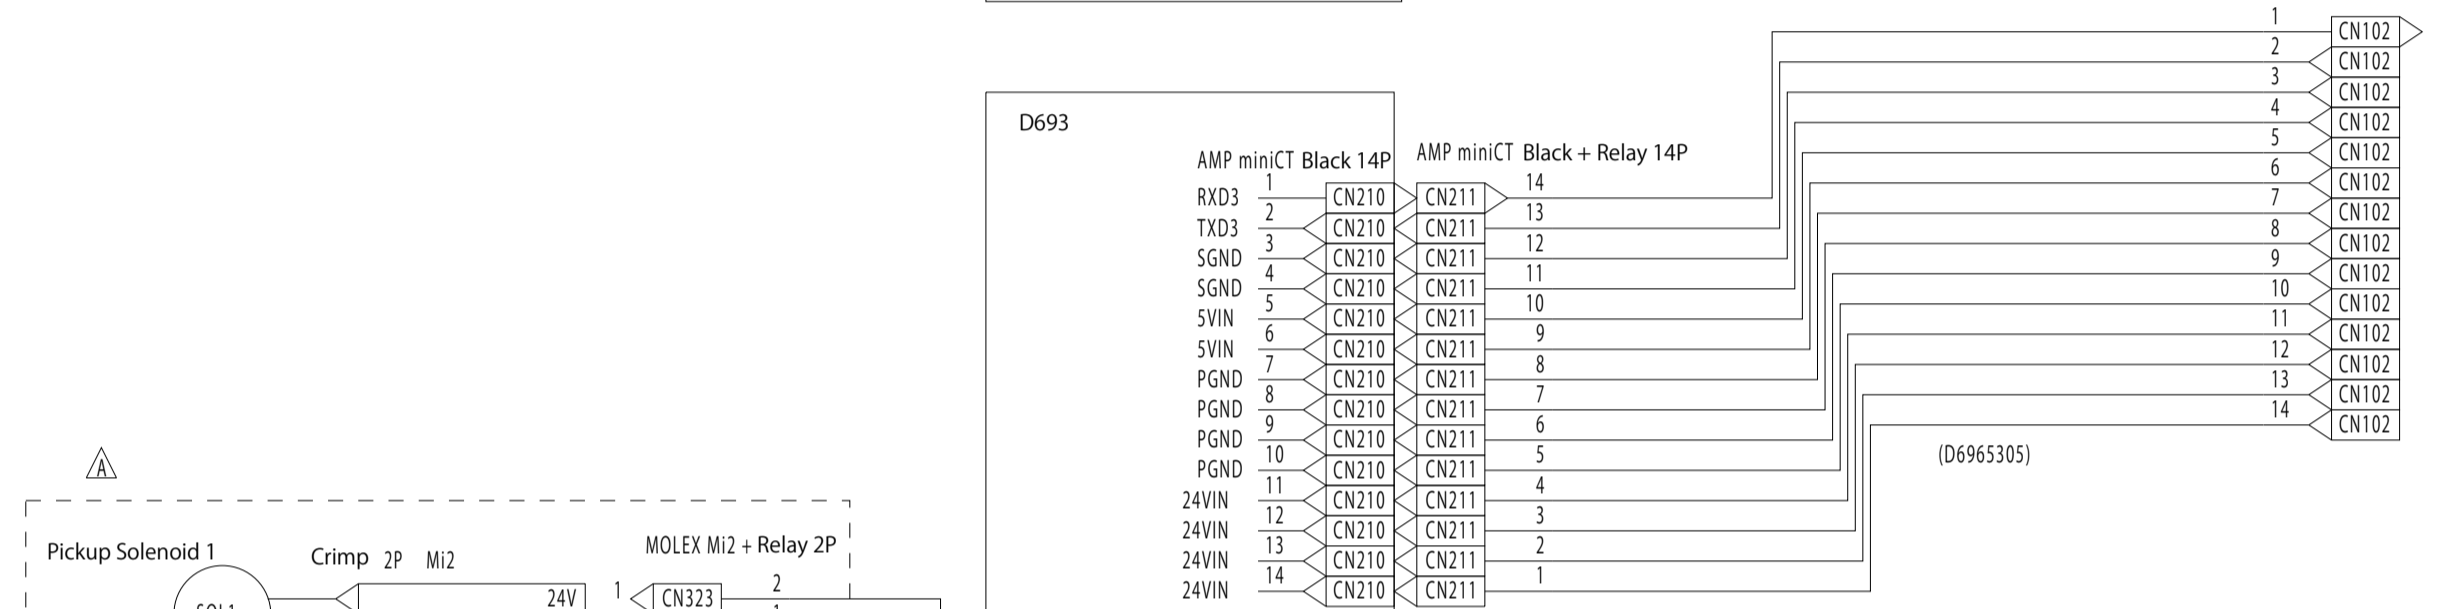 1 CN102
2 CN102
3 CN102
4 CN102
5 CN102
6 CN102
7 CN102
8 CN102
9 CN102
10 CN102
11 CN102
12 CN102
13 CN102
14 CN102
(D6965305)
D693
AMP miniCT Black 14P AMP miniCT Black + Relay 14P
RXD3 1 CN210 CN211 14
TXD3 2 CN210 CN211 13
SGND 3 CN210 CN211 12
SGND 4 CN210 CN211 11
5VIN 5 CN210 CN211 10
5VIN 6 CN210 CN211 9
PGND 7 CN210 CN211 8
PGND 8 CN210 CN211 7
PGND 9 CN210 CN211 6
PGND 10 CN210 CN211 5
24VIN 11 CN210 CN211 4
24VIN 12 CN210 CN211 3
24VIN 13 CN210 CN211 2
24VIN 14 CN210 CN211 1
A
Pickup Solenoid 1 Crimp 2P Mi2 MOLEX Mi2 + Relay 2P
24V 1 CN323 2